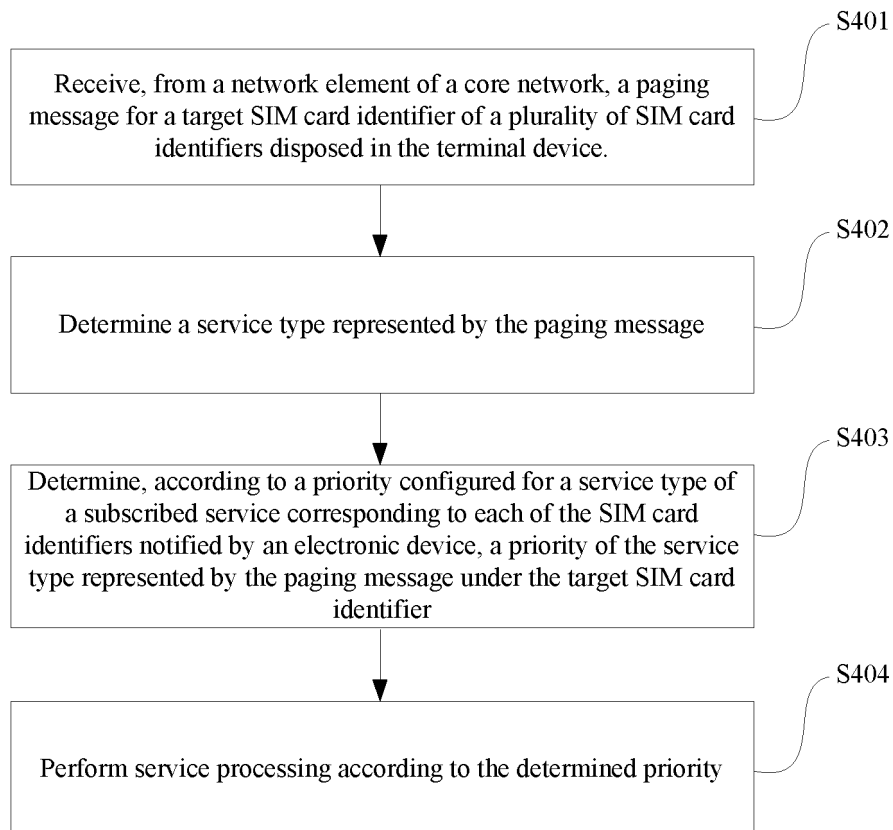 S401
Receive, from a network element of a core network, a paging
message for a target SIM card identifier of a plurality of SIM card
identifiers disposed in the terminal device.
S402
Determine a service type represented by the paging message
S403
Determine, according to a priority configured for a service type of
a subscribed service corresponding to each of the SIM card
identifiers notified by an electronic device, a priority of the service
type represented by the paging message under the target SIM card
identifier
S404
Perform service processing according to the determined priority